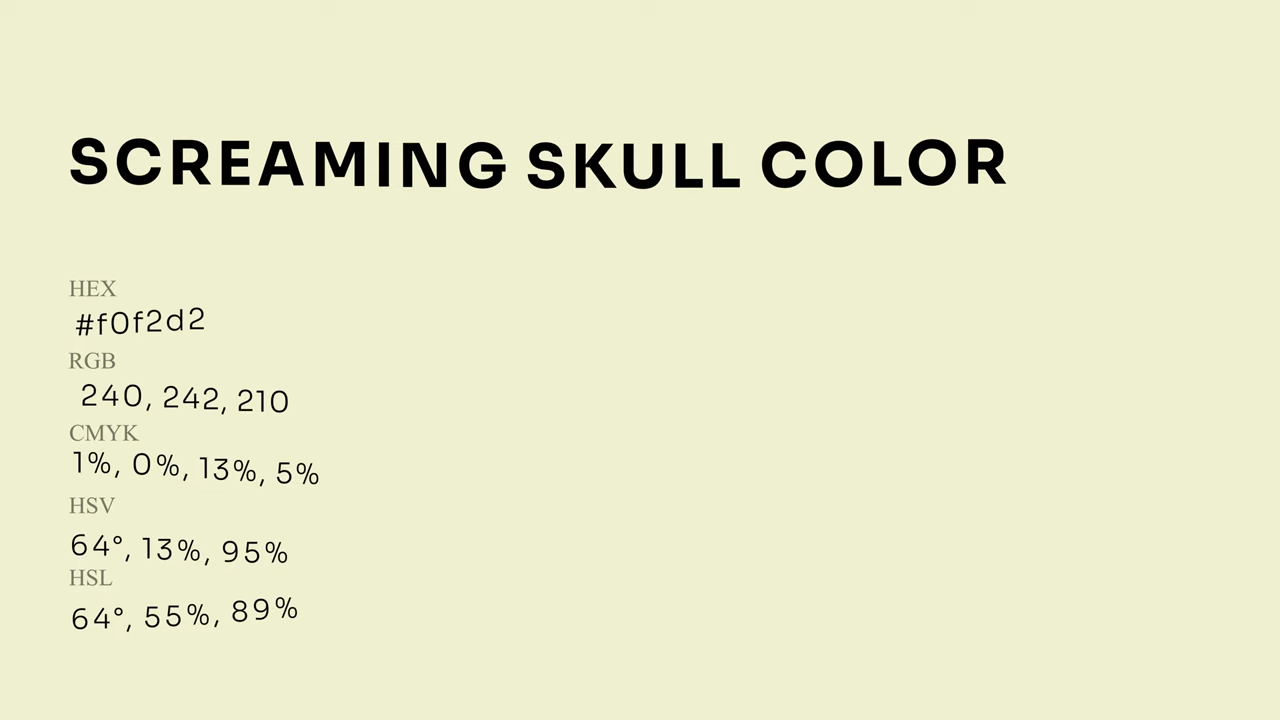 SCREAMING SKULL COLOR
HEX
#f0f2d2
RGB
240, 242, 210
CMYK
1%, 0%, 13%, 5%
HSV
64°, 13%, 95%
HSL
64°, 55%, 89%